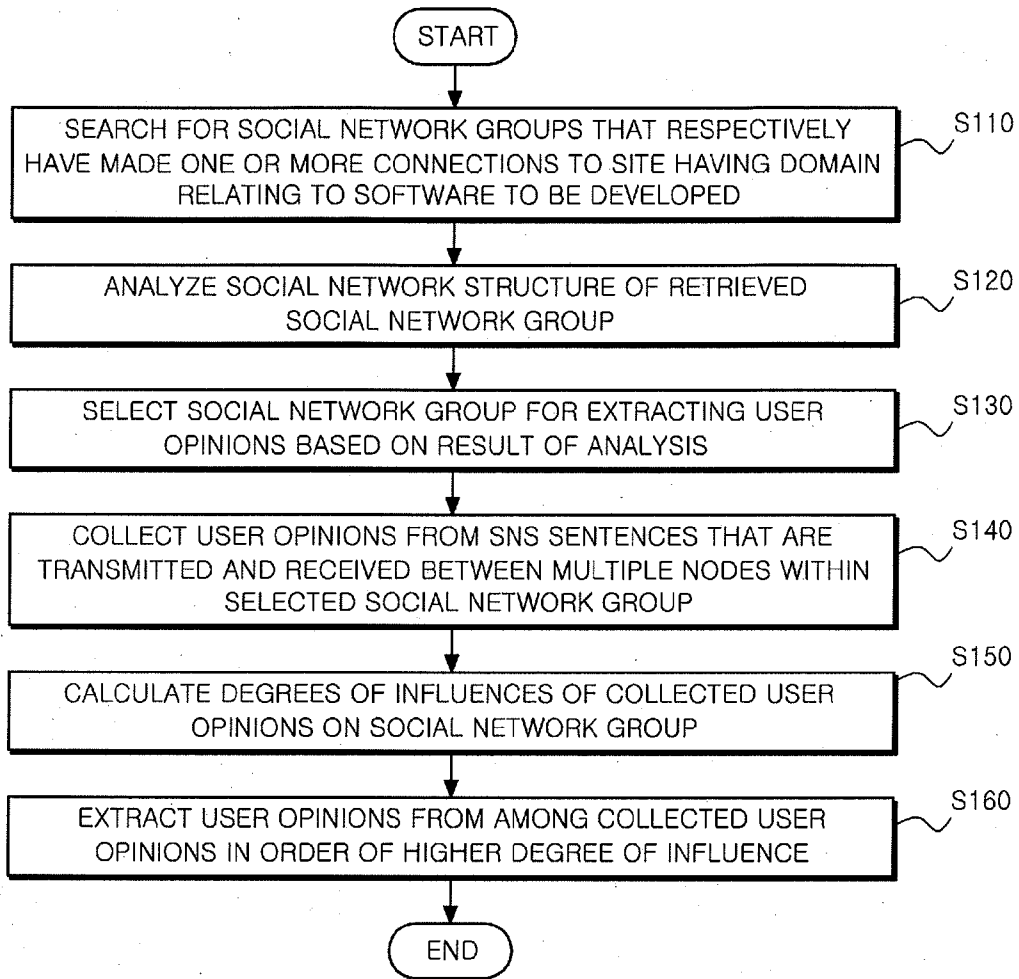 START
SEARCH FOR SOCIAL NETWORK GROUPS THAT RESPECTIVELY
HAVE MADE ONE OR MORE CONNECTIONS TO SITE HAVING DOMAIN
RELATING TO SOFTWARE TO BE DEVELOPED
S110
ANALYZE SOCIAL NETWORK STRUCTURE OF RETRIEVED
SOCIAL NETWORK GROUP
S120
SELECT SOCIAL NETWORK GROUP FOR EXTRACTING USER
OPINIONS BASED ON RESULT OF ANALYSIS
S130
COLLECT USER OPINIONS FROM SNS SENTENCES THAT ARE
TRANSMITTED AND RECEIVED BETWEEN MULTIPLE NODES WITHIN
SELECTED SOCIAL NETWORK GROUP
S140
CALCULATE DEGREES OF INFLUENCES OF COLLECTED USER
OPINIONS ON SOCIAL NETWORK GROUP
S150
EXTRACT USER OPINIONS FROM AMONG COLLECTED USER
OPINIONS IN ORDER OF HIGHER DEGREE OF INFLUENCE
S160
END